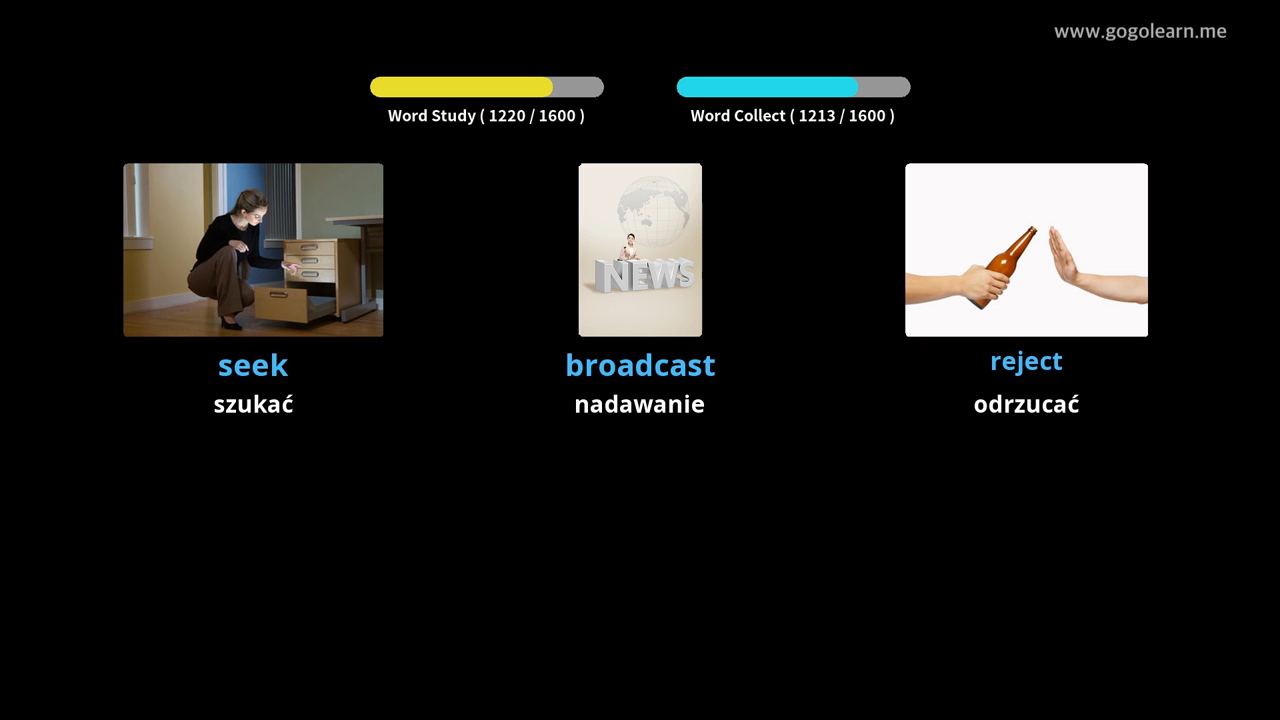 www.gogolearn.me
Word Study ( 1220 / 1600 )
Word Collect ( 1213 / 1600 )
NEWS
seek
broadcast
reject
szukać
nadawanie
odrzucać